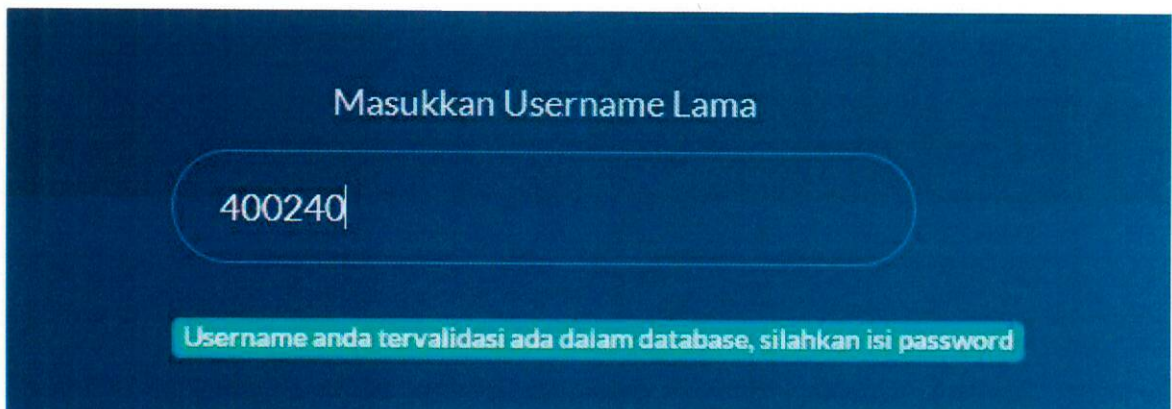 Masukkan Username Lama
400240
Username anda tervalidasi ada dalam database, silahkan isi password